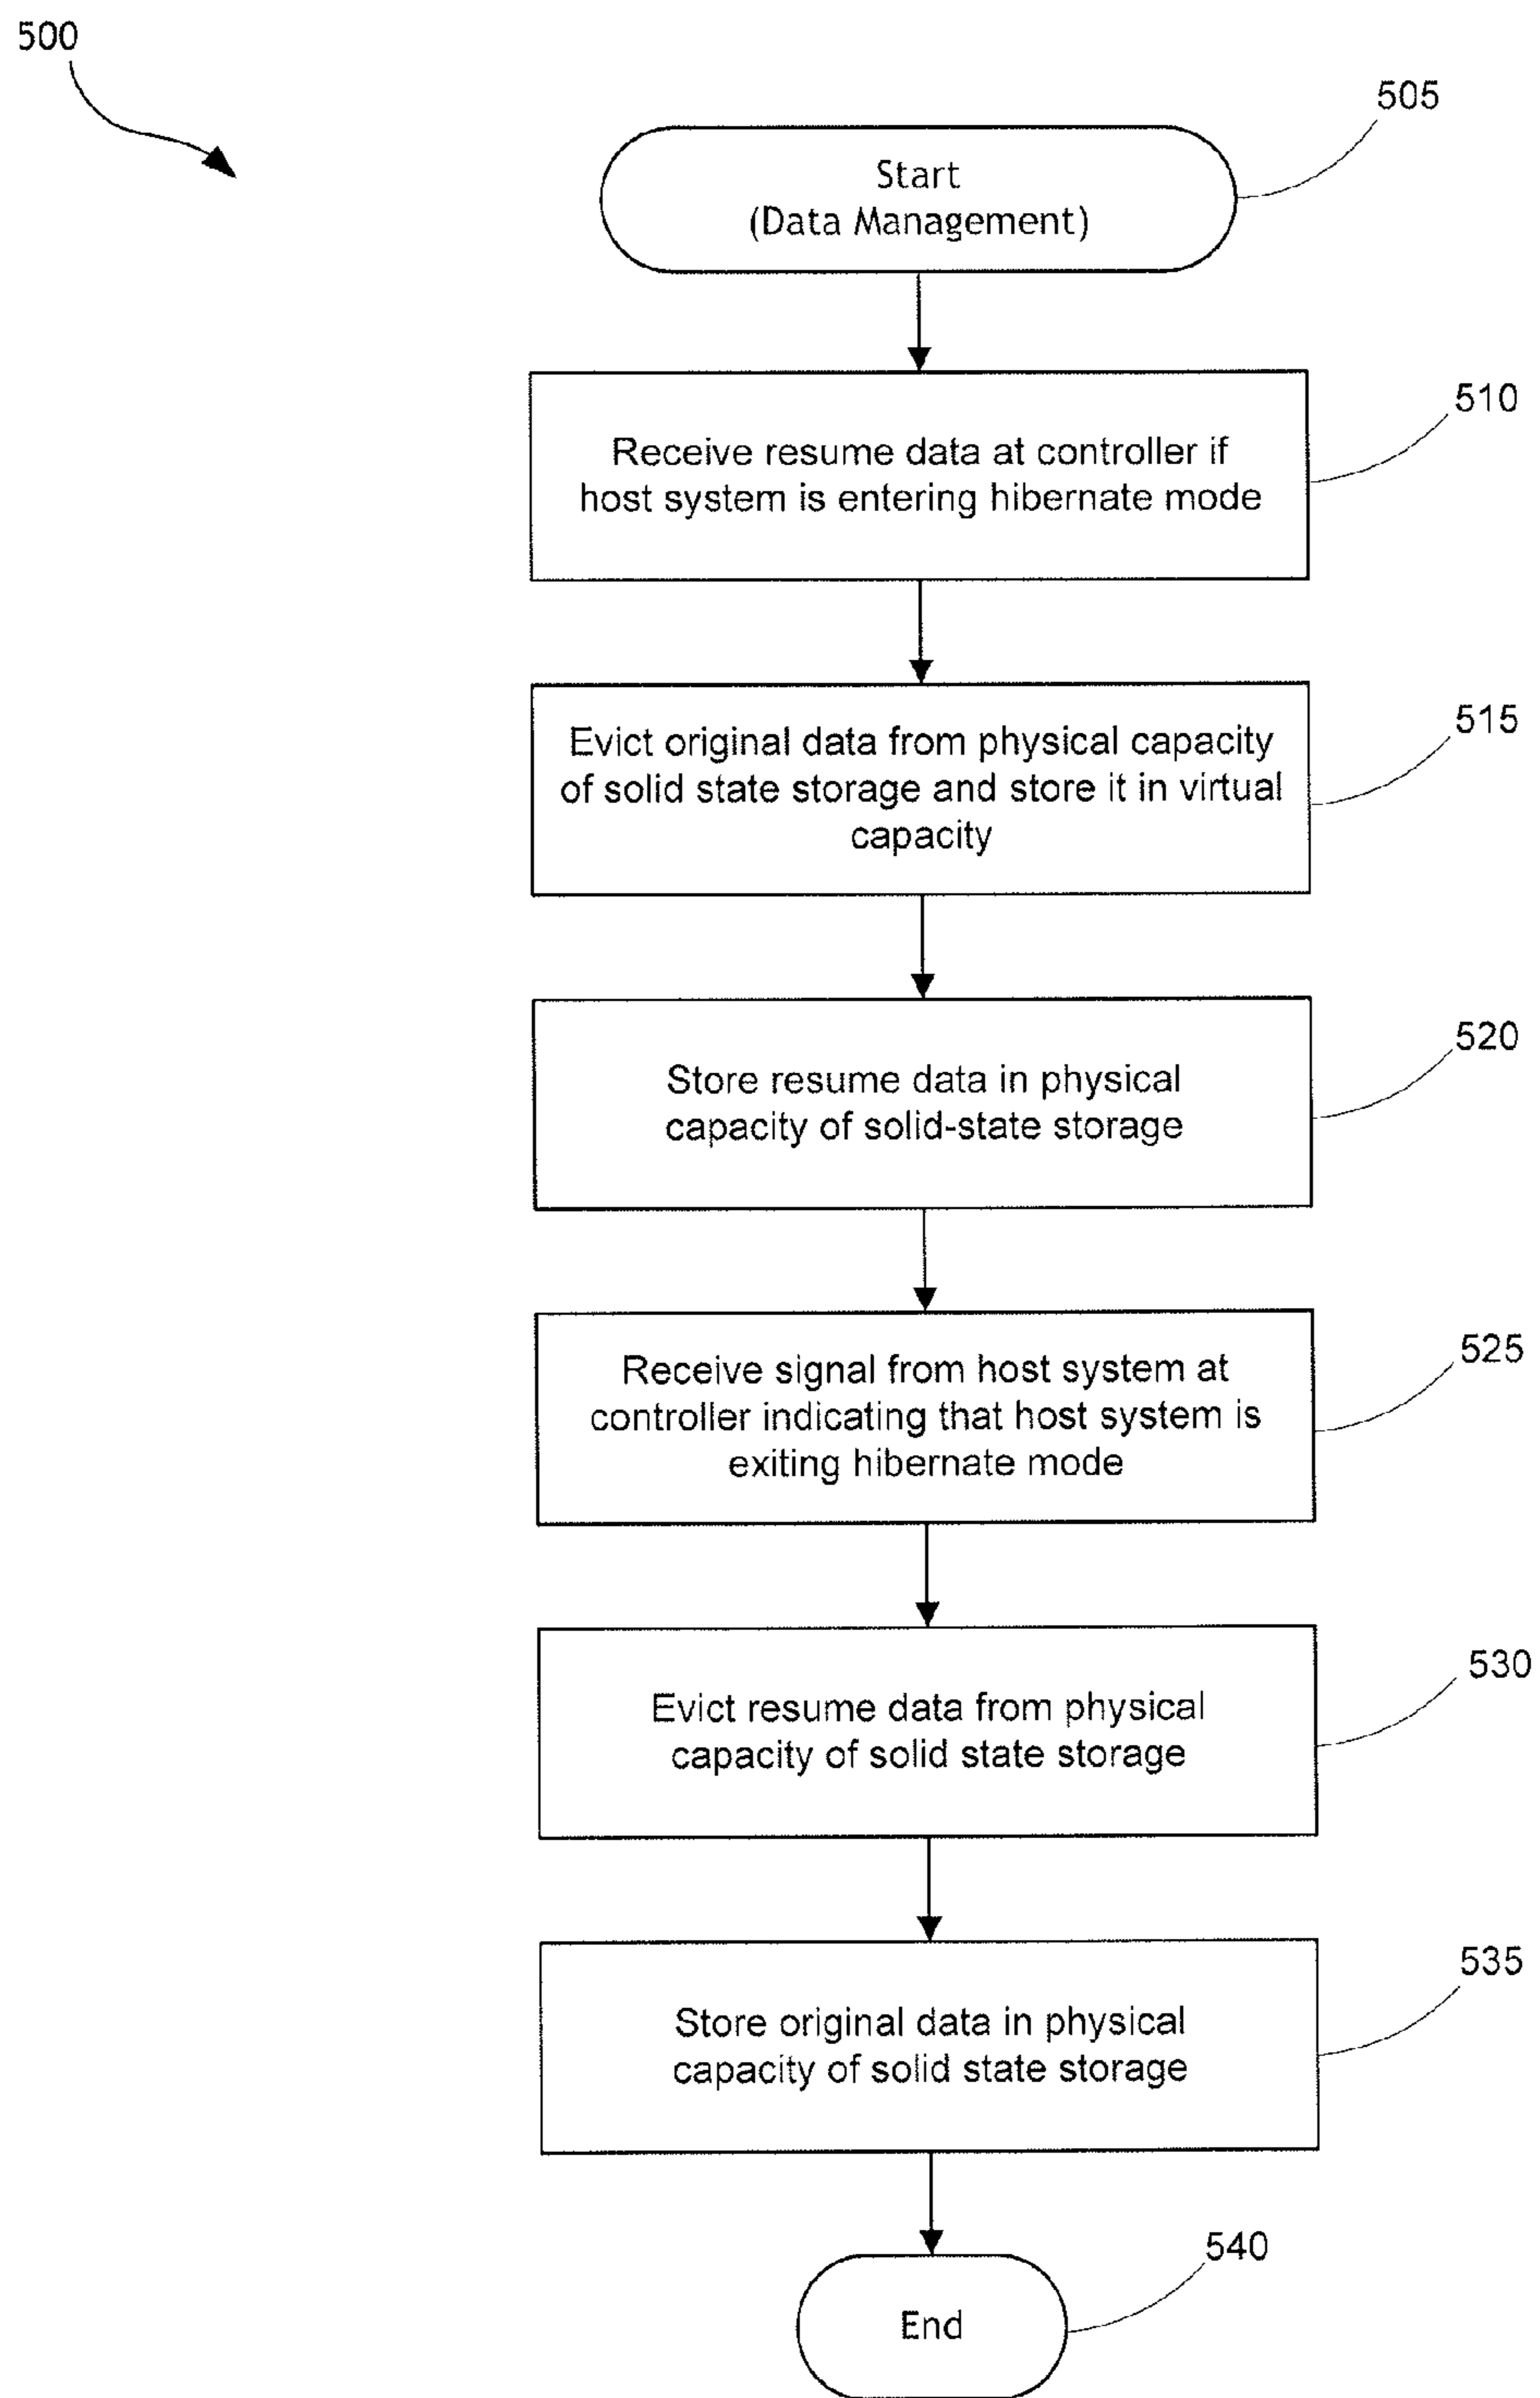 500
505
Start
(Data Management)
510
Receive resume data at controller if
host system is entering hibernate mode
515
Evict original data from physical capacity
of solid state storage and store it in virtual
capacity
520
Store resume data in physical
capacity of solid-state storage
525
Receive signal from host system at
controller indicating that host system is
exiting hibernate mode
530
Evict resume data from physical
capacity of solid state storage
535
Store original data in physical
capacity of solid state storage
540
End